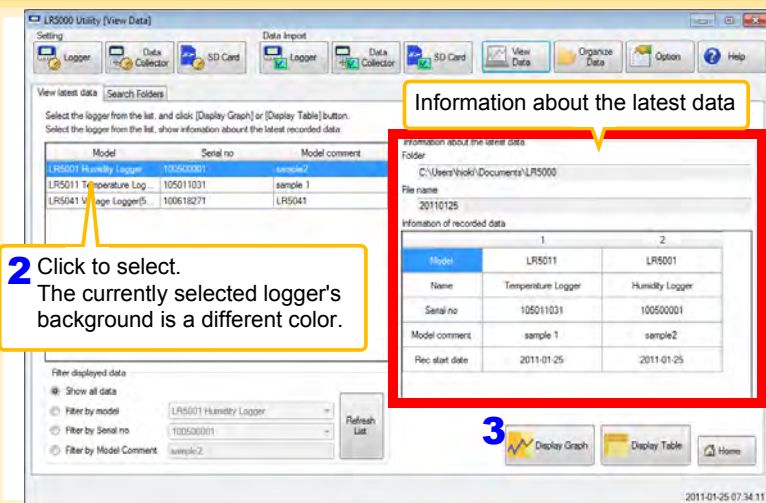 LR5000 Utility [View Data]
Setting
Data Import
Logger
Data Collector
SD Card
Logger
Data Collector
SD Card
View Data
Organize Data
Option
Help
View latest data
Search Folders
Select the logger from the list. and click [Display Graph] or [Display Table] button.
Select the logger from the list, show infomation abount the latest recorded data.
Information about the latest data
Model
Serial no
Model comment
LR5001 Humidity Logger
100500001
sample2
LR5011 Temperature Log...
105011031
sample 1
LR5041 Voltage Logger(5...
100618271
LR5041
2 Click to select.
The currently selected logger's
background is a different color.
Information about the latest data
Folder
C:\Users\hioki\Documents\LR5000
File name
20110125
Infomation of recorded data
1
2
Model
LR5011
LR5001
Name
Temperature Logger
Humidity Logger
Serial no
105011031
100500001
Model comment
sample 1
sample2
Rec start date
2011-01-25
2011-01-25
Filter displayed data
Show all data
Filter by model
LR5001 Humidity Logger
Filter by Serial no
100500001
Filter by Model Comment
sample2
Refresh
List
3
Display Graph
Display Table
Home
2011-01-25 07:34:11